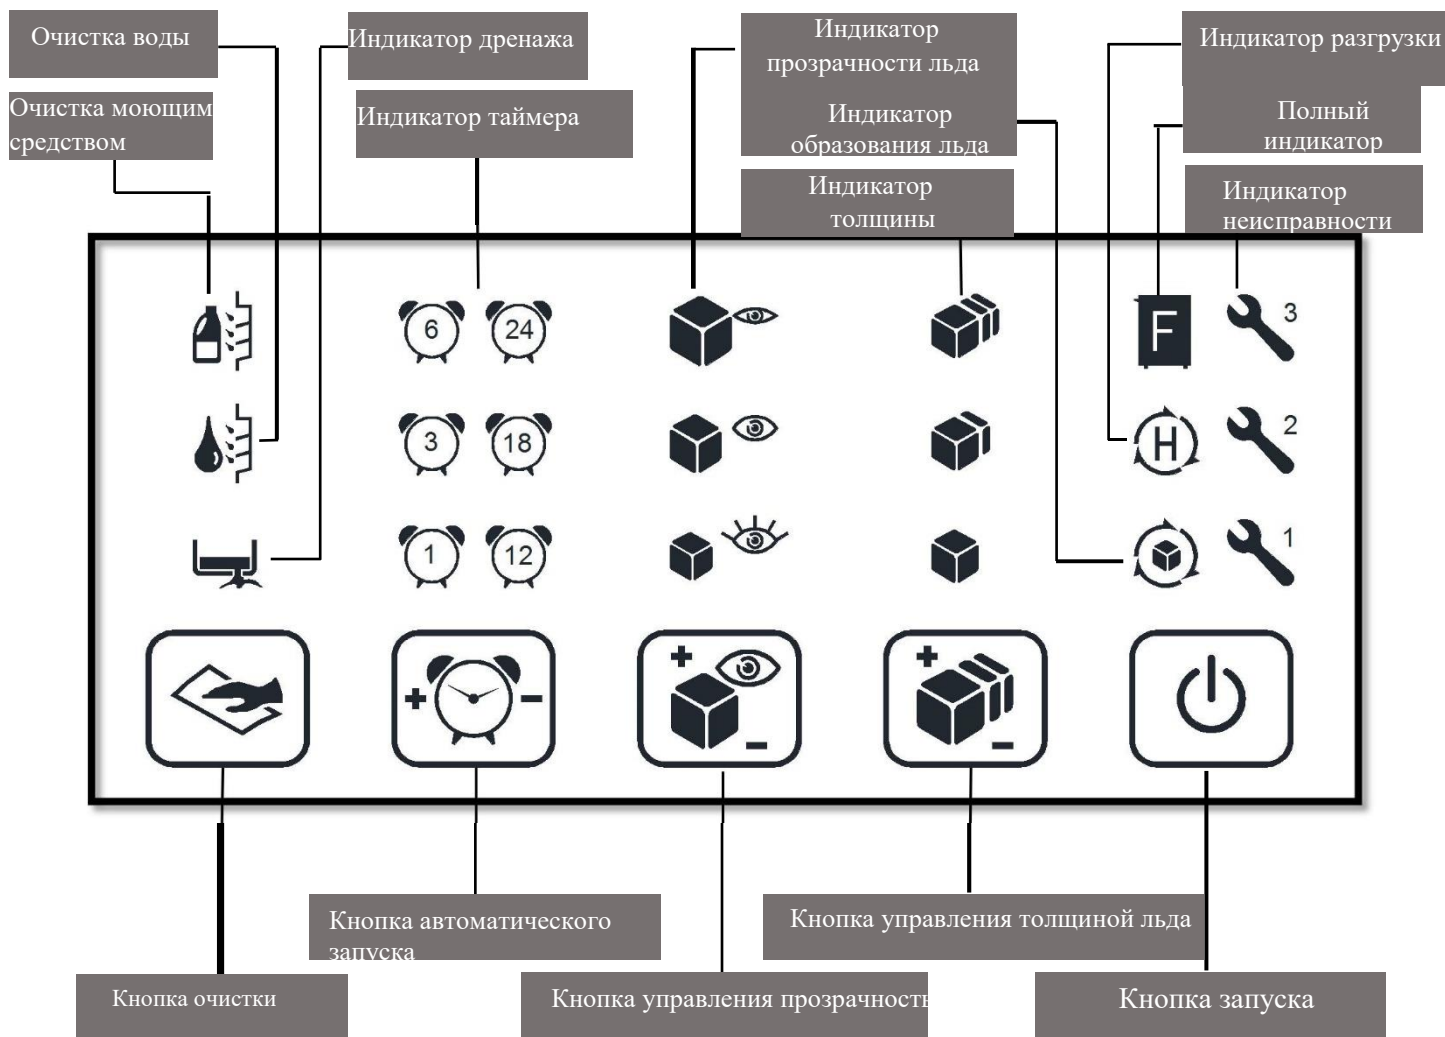 Очистка воды
Индикатор дренажа
Индикатор
прозрачности льда
Индикатор разгрузки
Очистка моющим
средством
Индикатор таймера
Индикатор
образования льда
Полный
индикатор
Индикатор
толщины
Индикатор
неисправности
6
24
F
3
3
18
H
2
1
12
1
+
-
+
-
+
-
Кнопка автоматического
запуска
Кнопка управления толщиной льда
Кнопка очистки
Кнопка управления прозрачность
Кнопка запуска